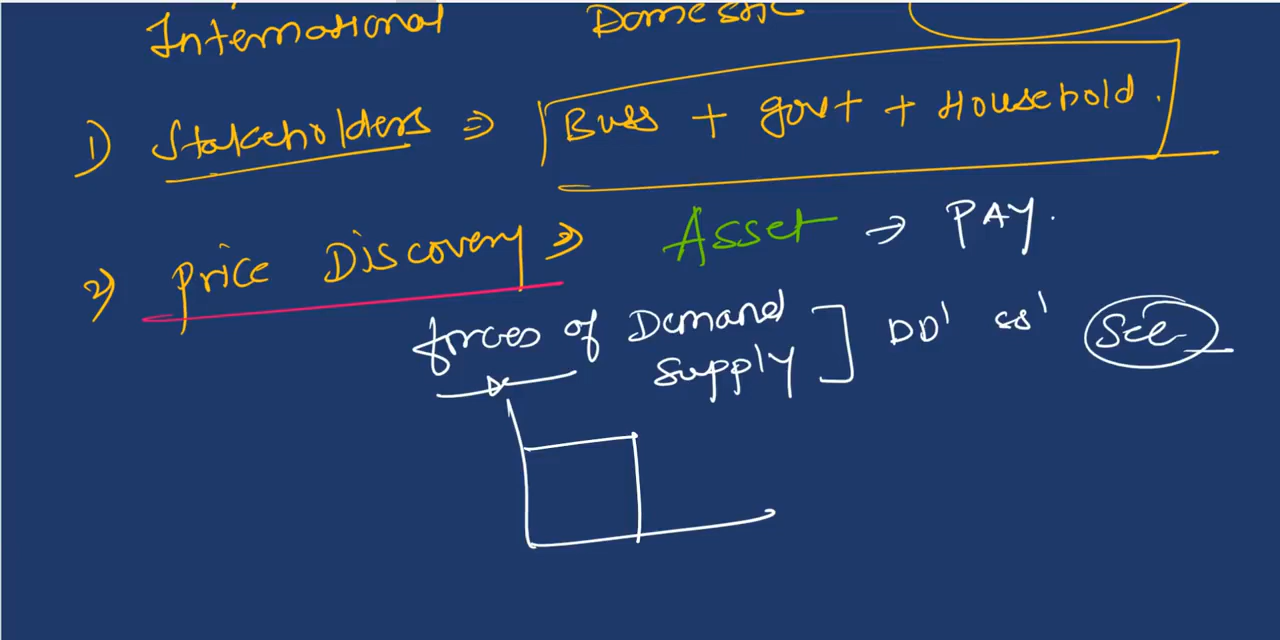 International Domestic
1) Stakeholders ⇒ Buss + govt + Household.
2) Price Discovery ⇒ Asset → PAY.
forces of Demand DD' SS'
Supply